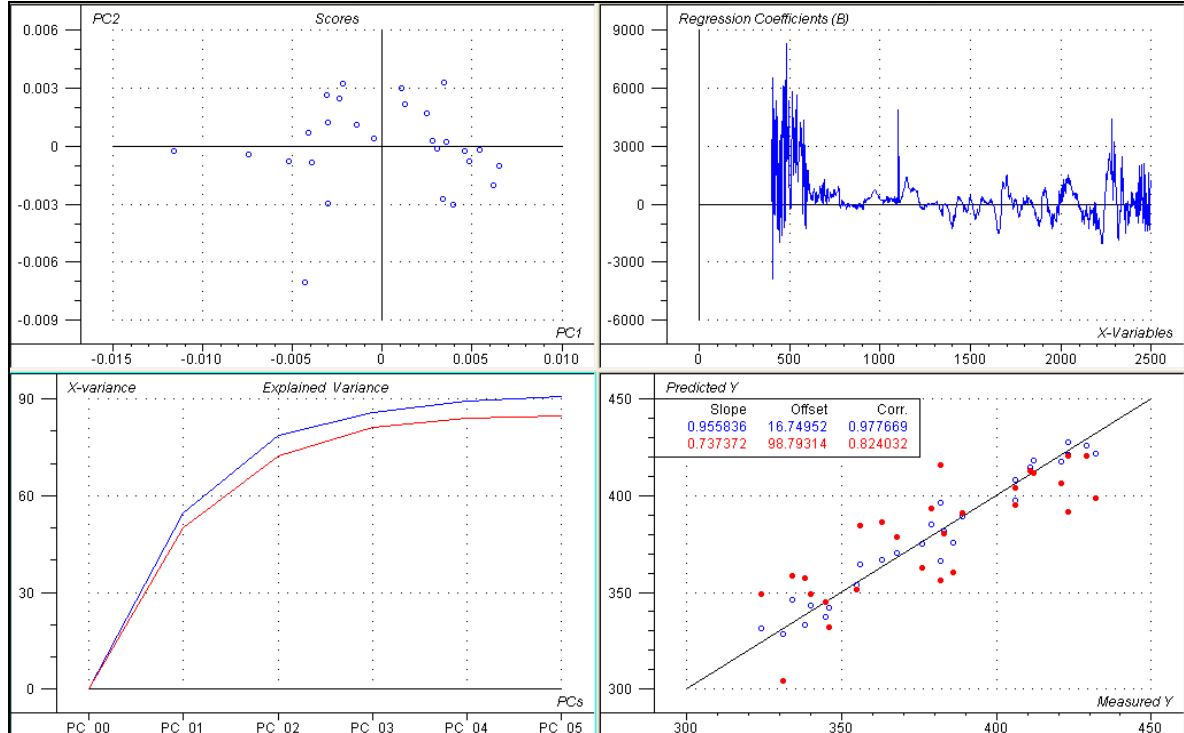 PC2 Scores
0.006
0.003
0
-0.003
-0.006
-0.009
PC1
-0.015 -0.010 -0.005 0 0.005 0.010
Regression Coefficients (B)
9000
6000
3000
0
-3000
-6000
X-Variables
0 500 1000 1500 2000 2500
X-variance Explained Variance
90
60
30
0
PCs
PC_00 PC_01 PC_02 PC_03 PC_04 PC_05
Predicted Y
450
Slope Offset Corr.
0.955836 16.74952 0.977669
0.737372 98.79314 0.824032
400
350
300
Measured Y
300 350 400 450